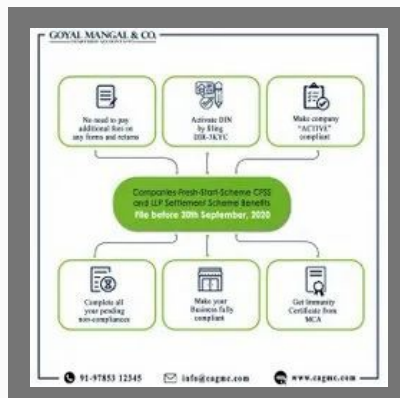 GOYAL MANGAL & CO.
CHARTERED ACCOUNTANTS
No need to pay
additional fees on
any forms and returns
Activate DIN
by filing
DIR-3KYC
Make company
"ACTIVE"
compliant
Companies-Fresh-Start-Scheme CFSS
and LLP Settlement Scheme Benefits
File before 30th September, 2020
Complete all
your pending
non-compliances
Make your
Business fully
compliant
Get Immunity
Certificate from
MCA
91-97853 12345
info@cagmc.com
www.cagmc.com